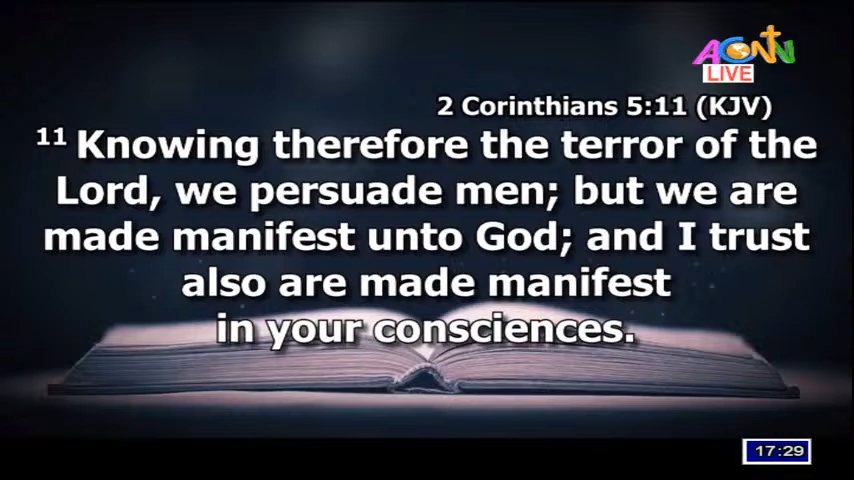 AGNN
LIVE
2 Corinthians 5:11 (KJV)
11 Knowing therefore the terror of the
Lord, we persuade men; but we are
made manifest unto God; and I trust
also are made manifest
in your consciences.
17:29